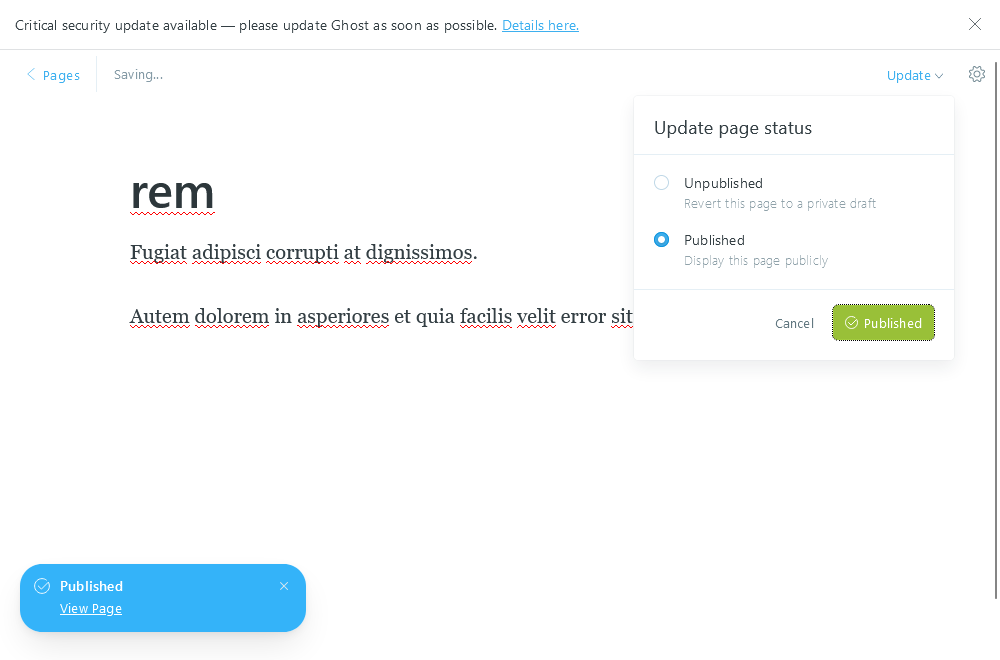 Critical security update available — please update Ghost as soon as possible. Details here.
Pages
Saving...
Update
Update page status
Unpublished
Revert this page to a private draft
Published
Display this page publicly
Cancel
Published
rem
Fugiat adipisci corrupti at dignissimos.
Autem dolorem in asperiores et quia facilis velit error sit
Published
View Page